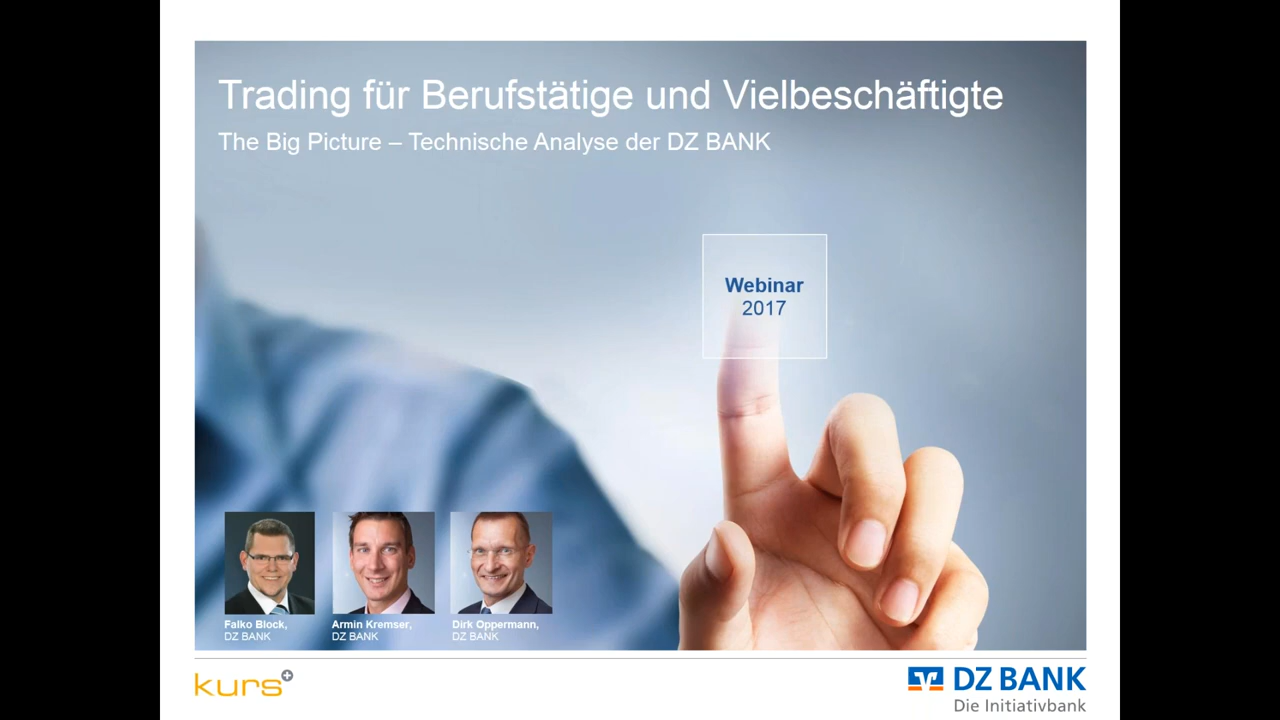 Trading für Berufstätige und Vielbeschäftigte
The Big Picture – Technische Analyse der DZ BANK
Webinar
2017
Falko Block,
DZ BANK
Armin Kremser,
DZ BANK
Dirk Oppermann,
DZ BANK
kurs+
DZ BANK
Die Initiativbank